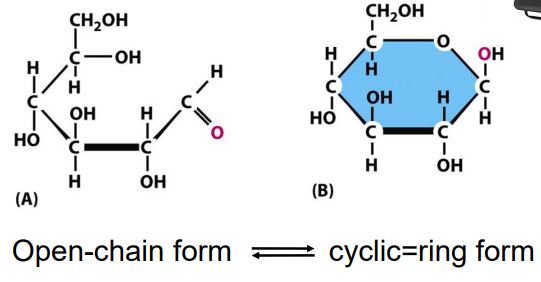 CH₂OH
C OH
H H
H
C C
OH H
O
HO C C
H OH
(A)
CH₂OH
C O
H OH
H
C C
OH H
HO H
C C
H OH
(B)
Open-chain form ⇌ cyclic=ring form